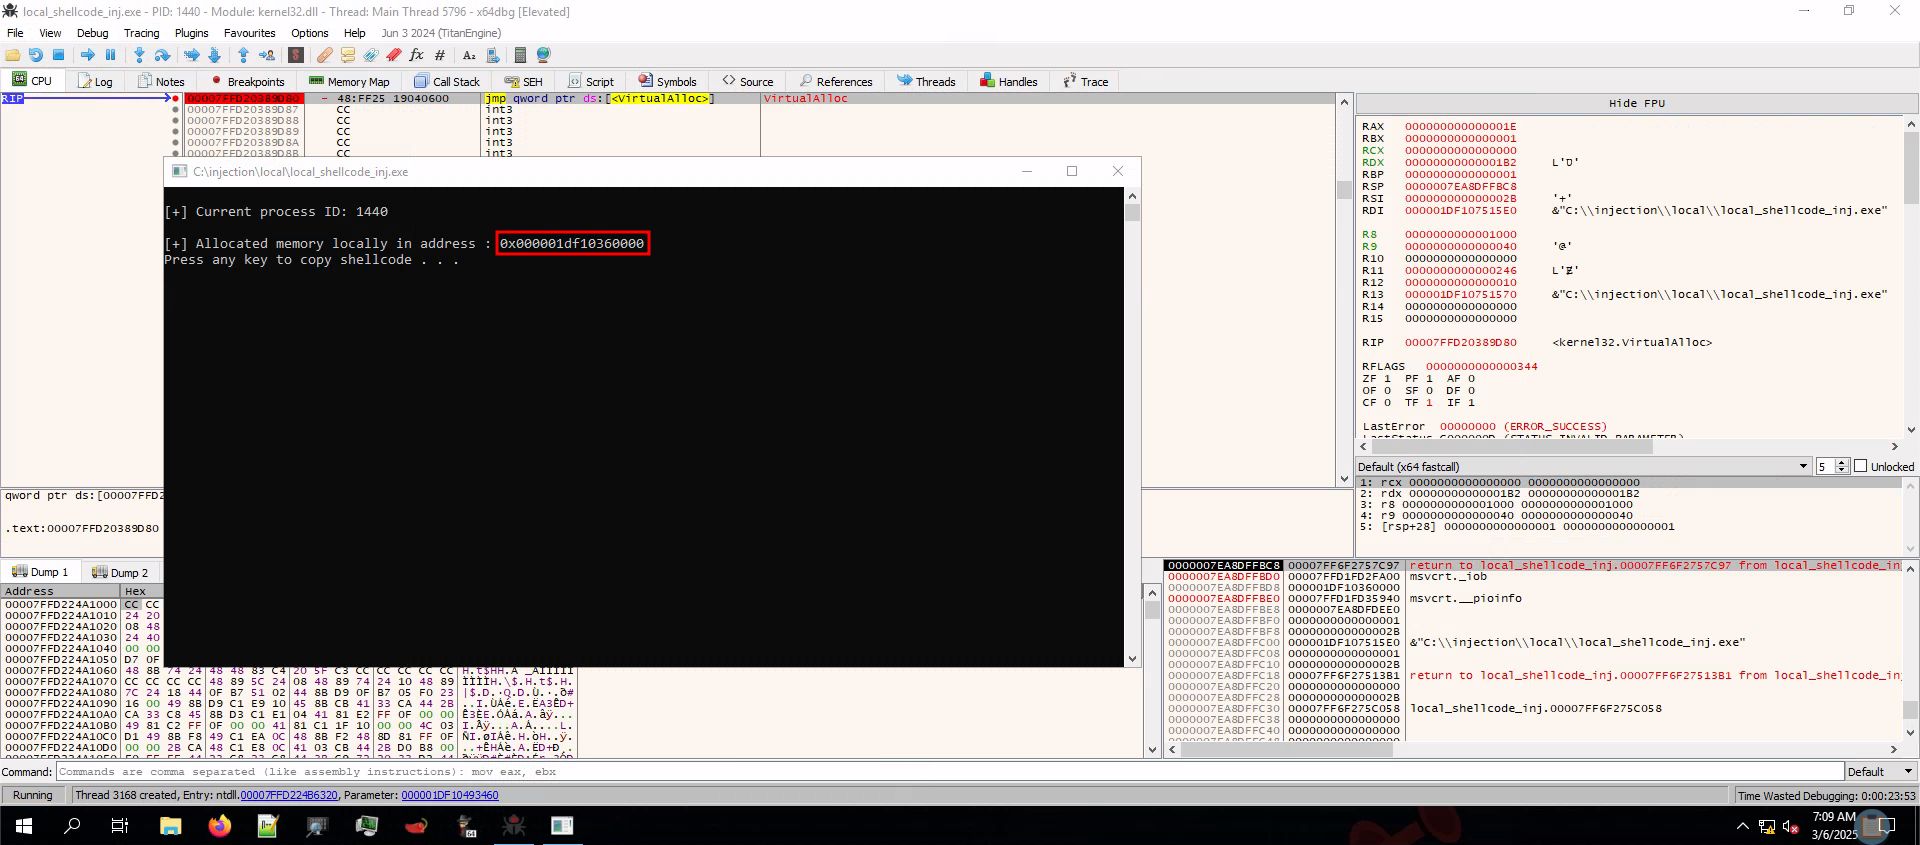 local_shellcode_inj.exe - PID: 1440 - Module: kernel32.dll - Thread: Main Thread 5796 - x64dbg [Elevated]
File View Debug Tracing Plugins Favourites Options Help Jun 3 2024 (TitanEngine)
CPU Log Notes Breakpoints Memory Map Call Stack SEH Script Symbols Source References Threads Handles Trace
RIP 00007FFD20389D80 - 48:FF25 19040600 jmp qword ptr ds:[<VirtualAlloc>] VirtualAlloc
00007FFD20389D87 CC int3
00007FFD20389D88 CC int3
00007FFD20389D89 CC int3
00007FFD20389D8A CC int3
00007FFD20389D8B CC int3
C:\injection\local\local_shellcode_inj.exe
[+] Current process ID: 1440
[+] Allocated memory locally in address : 0x000001df10360000
Press any key to copy shellcode . . .
Hide FPU
RAX 000000000000001E
RBX 0000000000000001
RCX 0000000000000000
RDX 00000000000001B2
RBP 0000000000000001
RSP 0000007EA8DFFBC8
RSI 000000000000002B '+'
RDI 000001DF107515E0 &"C:\\injection\\local\\local_shellcode_inj.exe"
R8 0000000000001000
R9 0000000000000040 '@'
R10 0000000000000000
R11 0000000000000246 L'Ɇ'
R12 0000000000000010
R13 000001DF10751570 &"C:\\injection\\local\\local_shellcode_inj.exe"
R14 0000000000000000
R15 0000000000000000
RIP 00007FFD20389D80 <kernel32.VirtualAlloc>
RFLAGS 0000000000000344
ZF 1 PF 1 AF 0
OF 0 SF 0 DF 0
CF 0 TF 1 IF 1
LastError 00000000 (ERROR_SUCCESS)
LastStatus C000000D (STATUS_INVALID_PARAMETER)
Default (x64 fastcall) 5 Unlocked
1: rcx 0000000000000000 0000000000000000
2: rdx 00000000000001B2 00000000000001B2
3: r8 0000000000001000 0000000000001000
4: r9 0000000000000040 0000000000000040
5: [rsp+28] 0000000000000001 0000000000000001
qword ptr ds:[00007FFD2
.text:00007FFD20389D80
Dump 1 Dump 2
Address Hex
00007FFD224A1000 CC CC
00007FFD224A1010 24 20
00007FFD224A1020 08 48
00007FFD224A1030 24 40
00007FFD224A1040 00 00
00007FFD224A1050 D7 0F
00007FFD224A1060 48 8B 74 24 48 48 83 C4 20 5F C3 CC CC CC CC CC
00007FFD224A1070 CC CC CC CC 48 89 5C 24 08 48 89 74 24 10 48 89
00007FFD224A1080 7C 24 18 44 0F B7 51 02 44 8B D9 0F B7 05 F0 23
00007FFD224A1090 16 00 49 8B D9 C1 E9 10 45 8B CB 41 33 CA 44 2B
00007FFD224A10A0 CA 33 C8 45 8B D3 C1 E1 04 41 81 E2 FF 0F 00 00
00007FFD224A10B0 49 81 C2 FF 0F 00 00 41 81 C1 1F 10 00 00 4C 03
00007FFD224A10C0 D1 49 8B F8 49 C1 EA 0C 48 8B F2 48 8D 81 FF 0F
00007FFD224A10D0 00 00 2B CA 48 C1 E8 0C 41 03 CB 44 2B D0 B8 00
0000007EA8DFFBC8 00007FF6F2757C97 return to local_shellcode_inj.00007FF6F2757C97 from local_shellcode_in
0000007EA8DFFBD0 00007FFD1FD2FA00 msvcrt._iob
0000007EA8DFFBD8 000001DF10360000
0000007EA8DFFBE0 00007FFD1FD35940 msvcrt.__pioinfo
0000007EA8DFFBE8 0000007EA8DFDEE0
0000007EA8DFFBF0 0000000000000001
0000007EA8DFFBF8 000000000000002B
0000007EA8DFFC00 000001DF107515E0 &"C:\\injection\\local\\local_shellcode_inj.exe"
0000007EA8DFFC08 0000000000000001
0000007EA8DFFC10 000000000000002B
0000007EA8DFFC18 00007FF6F27513B1 return to local_shellcode_inj.00007FF6F27513B1 from local_shellcode_in
0000007EA8DFFC20 0000000000000000
0000007EA8DFFC28 000000000000002B
0000007EA8DFFC30 00007FF6F275C058 local_shellcode_inj.00007FF6F275C058
0000007EA8DFFC38 0000000000000000
0000007EA8DFFC40 0000000000000000
Command: Commands are comma separated (like assembly instructions): mov eax, ebx Default
Running Thread 3168 created, Entry: ntdll.00007FFD224B6320, Parameter: 000001DF10493460 Time Wasted Debugging: 0:00:23:53
64
7:09 AM
3/6/2025